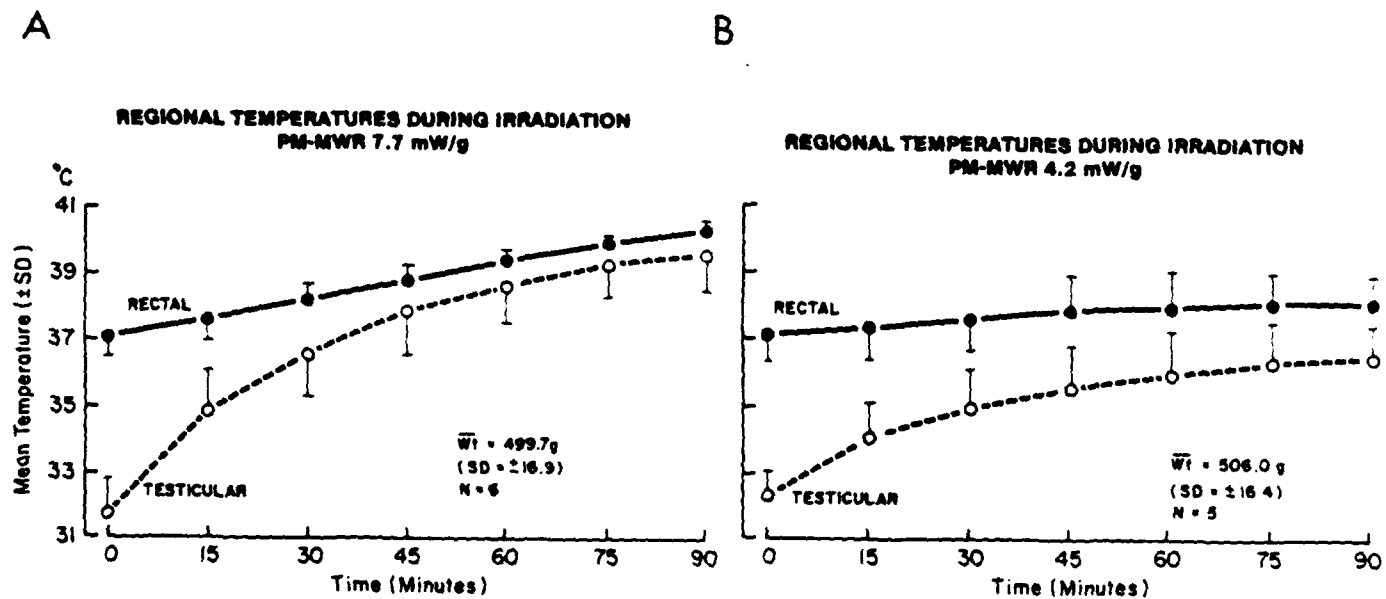 A
REGIONAL TEMPERATURES DURING IRRADIATION
PM-MWR 7.7 mW/g
°C
41
39
37
35
33
31
Mean Temperature (±SD)
RECTAL
TESTICULAR
W̅t = 499.7g
(SD = ±16.9)
N = 6
0 15 30 45 60 75 90
Time (Minutes)
B
REGIONAL TEMPERATURES DURING IRRADIATION
PM-MWR 4.2 mW/g
RECTAL
TESTICULAR
W̅t = 506.0 g
(SD = ±16.4)
N = 5
0 15 30 45 60 75 90
Time (Minutes)